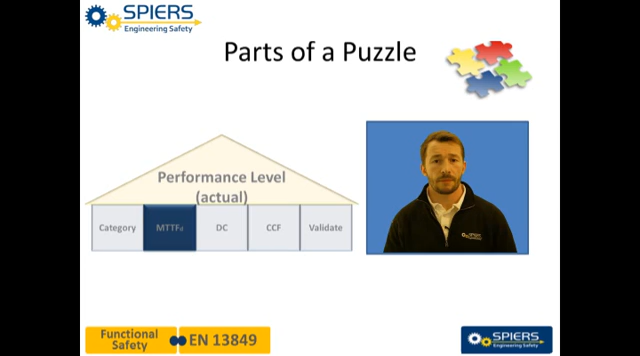 SPIERS
Engineering Safety
Parts of a Puzzle
Performance Level
(actual)
Category
MTTFd
DC
CCF
Validate
Functional
Safety
EN 13849
SPIERS
Engineering Safety